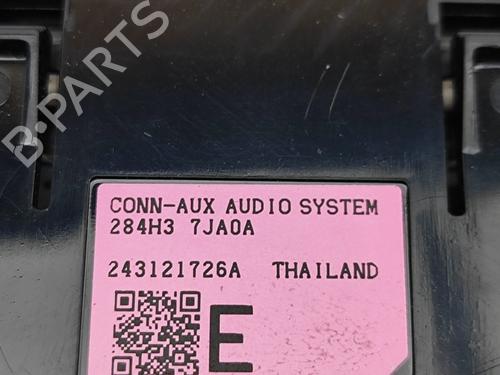 B·PARTS
CONN-AUX AUDIO SYSTEM
284H3 7JA0A
243121726A THAILAND
E